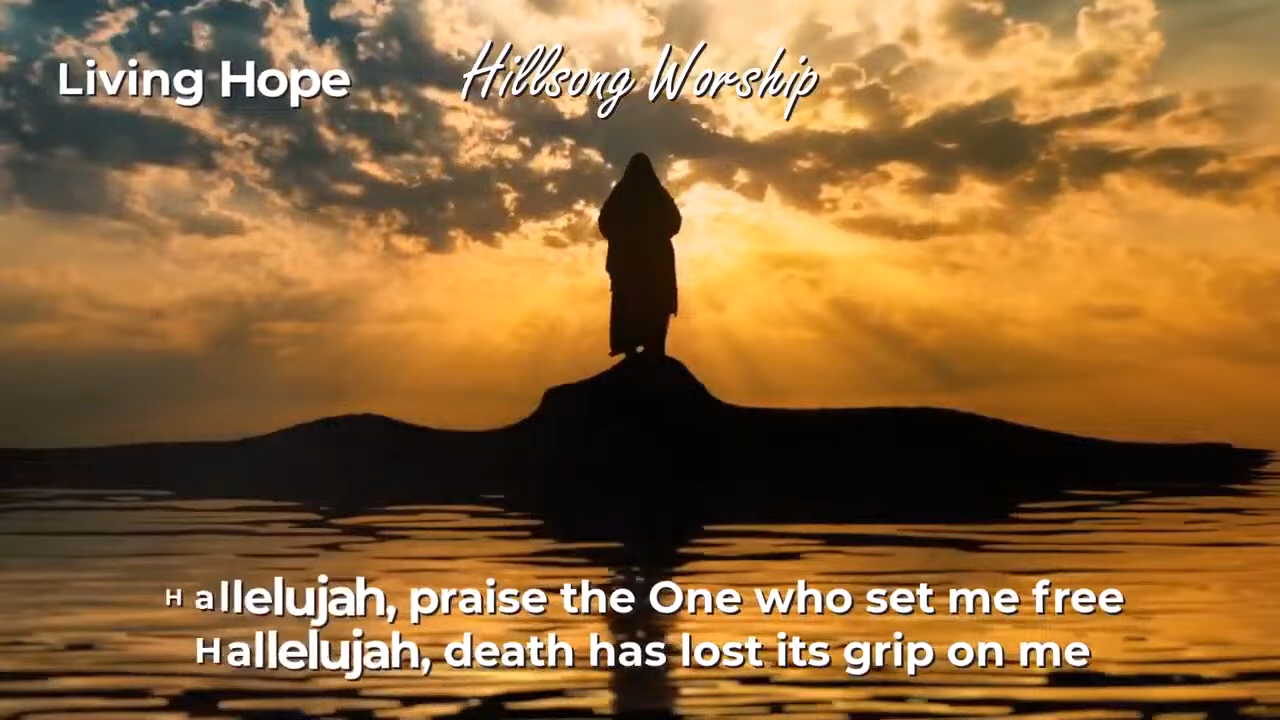 Living Hope
Hillsong Worship
Hallelujah, praise the One who set me free
Hallelujah, death has lost its grip on me